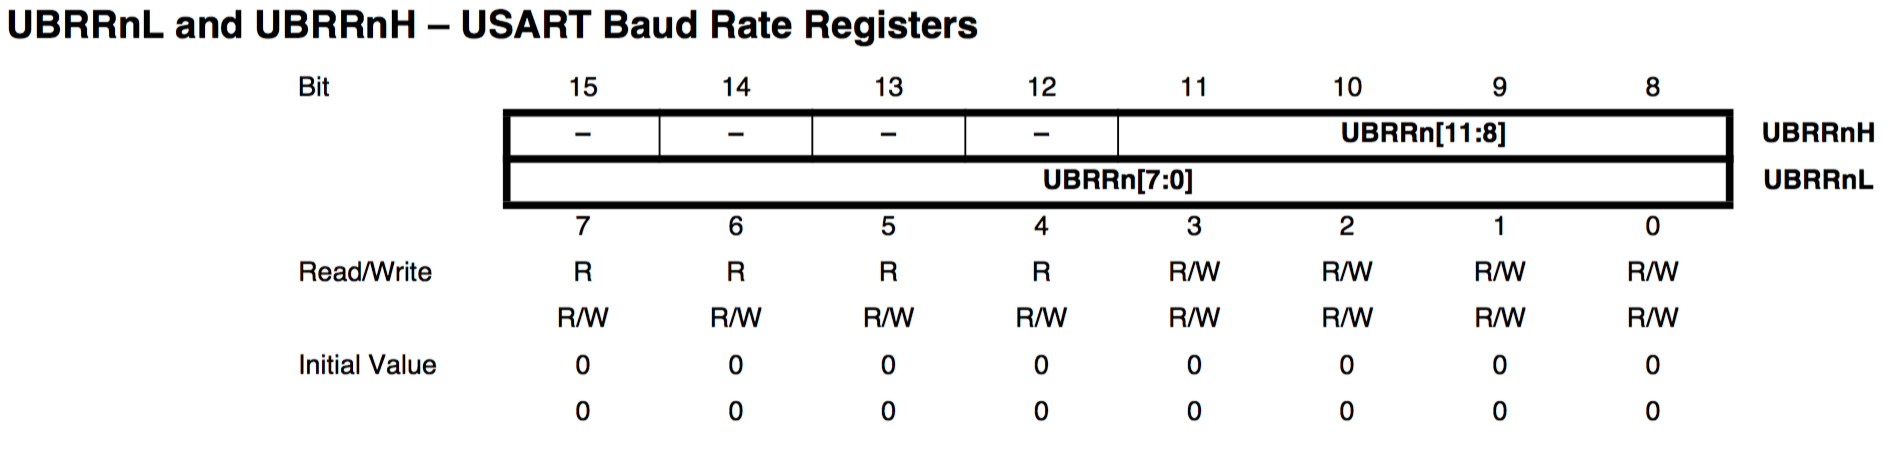 UBRRnL and UBRRnH – USART Baud Rate Registers
Bit 15 14 13 12 11 10 9 8
– – – – UBRRn[11:8] UBRRnH
UBRRn[7:0] UBRRnL
7 6 5 4 3 2 1 0
Read/Write R R R R R/W R/W R/W R/W
R/W R/W R/W R/W R/W R/W R/W R/W
Initial Value 0 0 0 0 0 0 0 0
0 0 0 0 0 0 0 0